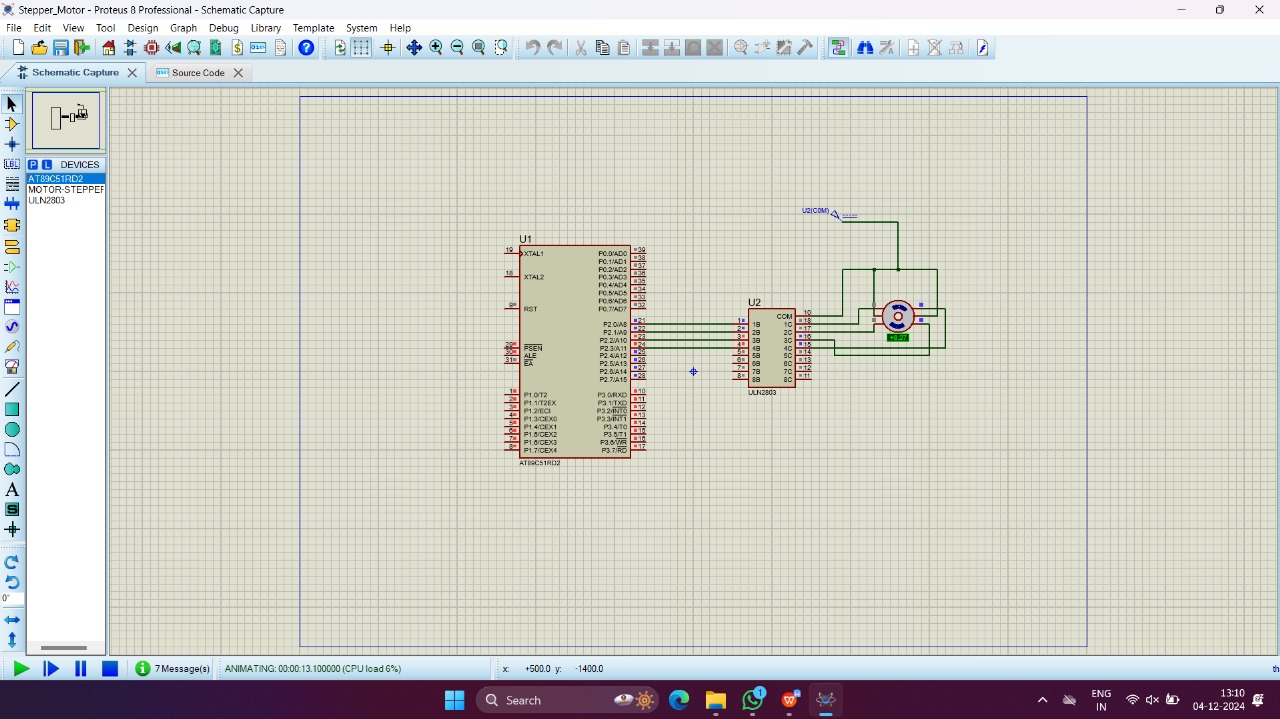 Stepper_Motor - Proteus 8 Professional - Schematic Capture
File Edit View Tool Design Graph Debug Library Template System Help
Schematic Capture
Source Code
P L DEVICES
AT89C51RD2
MOTOR-STEPPER
ULN2803
LBL
A
S
0°
U2(COM)
U1
19 XTAL1
18 XTAL2
9 RST
29 PSEN
30 ALE
31 EA
1 P1.0/T2
2 P1.1/T2EX
3 P1.2/ECI
4 P1.3/CEX0
5 P1.4/CEX1
6 P1.5/CEX2
7 P1.6/CEX3
8 P1.7/CEX4
P0.0/AD0 39
P0.1/AD1 38
P0.2/AD2 37
P0.3/AD3 36
P0.4/AD4 35
P0.5/AD5 34
P0.6/AD6 33
P0.7/AD7 32
P2.0/A8 21
P2.1/A9 22
P2.2/A10 23
P2.3/A11 24
P2.4/A12 25
P2.5/A13 26
P2.6/A14 27
P2.7/A15 28
P3.0/RXD 10
P3.1/TXD 11
P3.2/INT0 12
P3.3/INT1 13
P3.4/T0 14
P3.5/T1 15
P3.6/WR 16
P3.7/RD 17
AT89C51RD2
U2
COM 10
1 1B 1C 18
2 2B 2C 17
3 3B 3C 16
4 4B 4C 15
5 5B 5C 14
6 6B 6C 13
7 7B 7C 12
8 8B 8C 11
ULN2803
7 Message(s)
ANIMATING: 00:00:13.100000 (CPU load 6%)
x: +500.0 y: -1400.0
th
Search
1
ENG
IN
13:10
04-12-2024